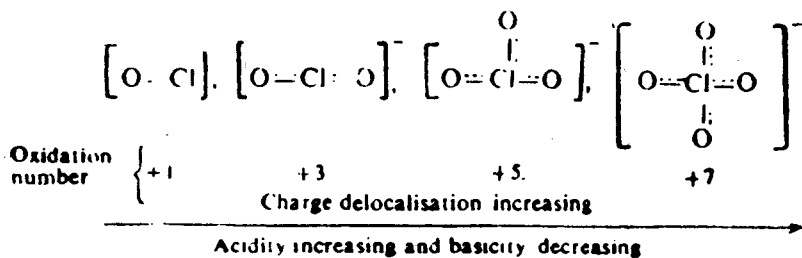 O
O
[O - Cl], [O-Cl O]⁻, [O Cl O]⁻, [O Cl O]⁻
O
Oxidation
number { +1 +3 +5. +7
Charge delocalisation increasing
Acidity increasing and basicity decreasing